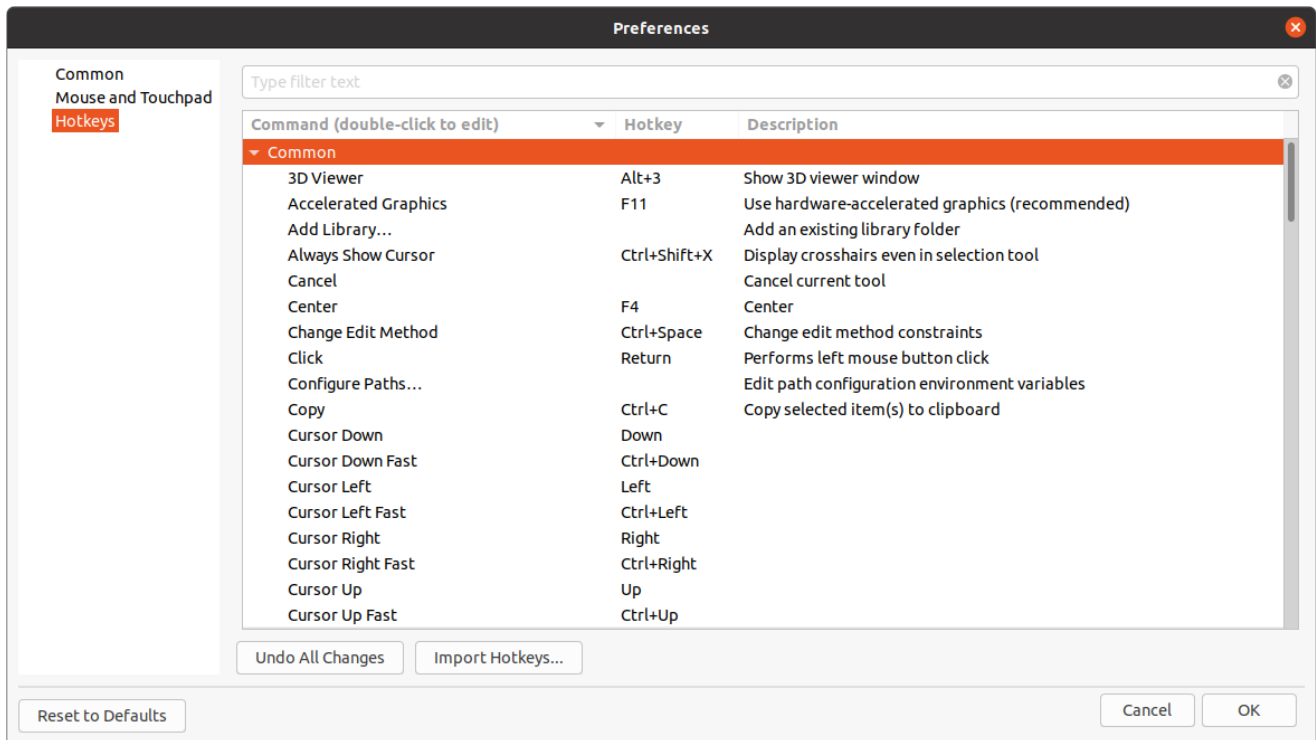 Preferences
Common
Mouse and Touchpad
Hotkeys
Type filter text
Command (double-click to edit) Hotkey Description
Common
3D Viewer Alt+3 Show 3D viewer window
Accelerated Graphics F11 Use hardware-accelerated graphics (recommended)
Add Library... Add an existing library folder
Always Show Cursor Ctrl+Shift+X Display crosshairs even in selection tool
Cancel Cancel current tool
Center F4 Center
Change Edit Method Ctrl+Space Change edit method constraints
Click Return Performs left mouse button click
Configure Paths... Edit path configuration environment variables
Copy Ctrl+C Copy selected item(s) to clipboard
Cursor Down Down
Cursor Down Fast Ctrl+Down
Cursor Left Left
Cursor Left Fast Ctrl+Left
Cursor Right Right
Cursor Right Fast Ctrl+Right
Cursor Up Up
Cursor Up Fast Ctrl+Up
Undo All Changes Import Hotkeys...
Reset to Defaults Cancel OK